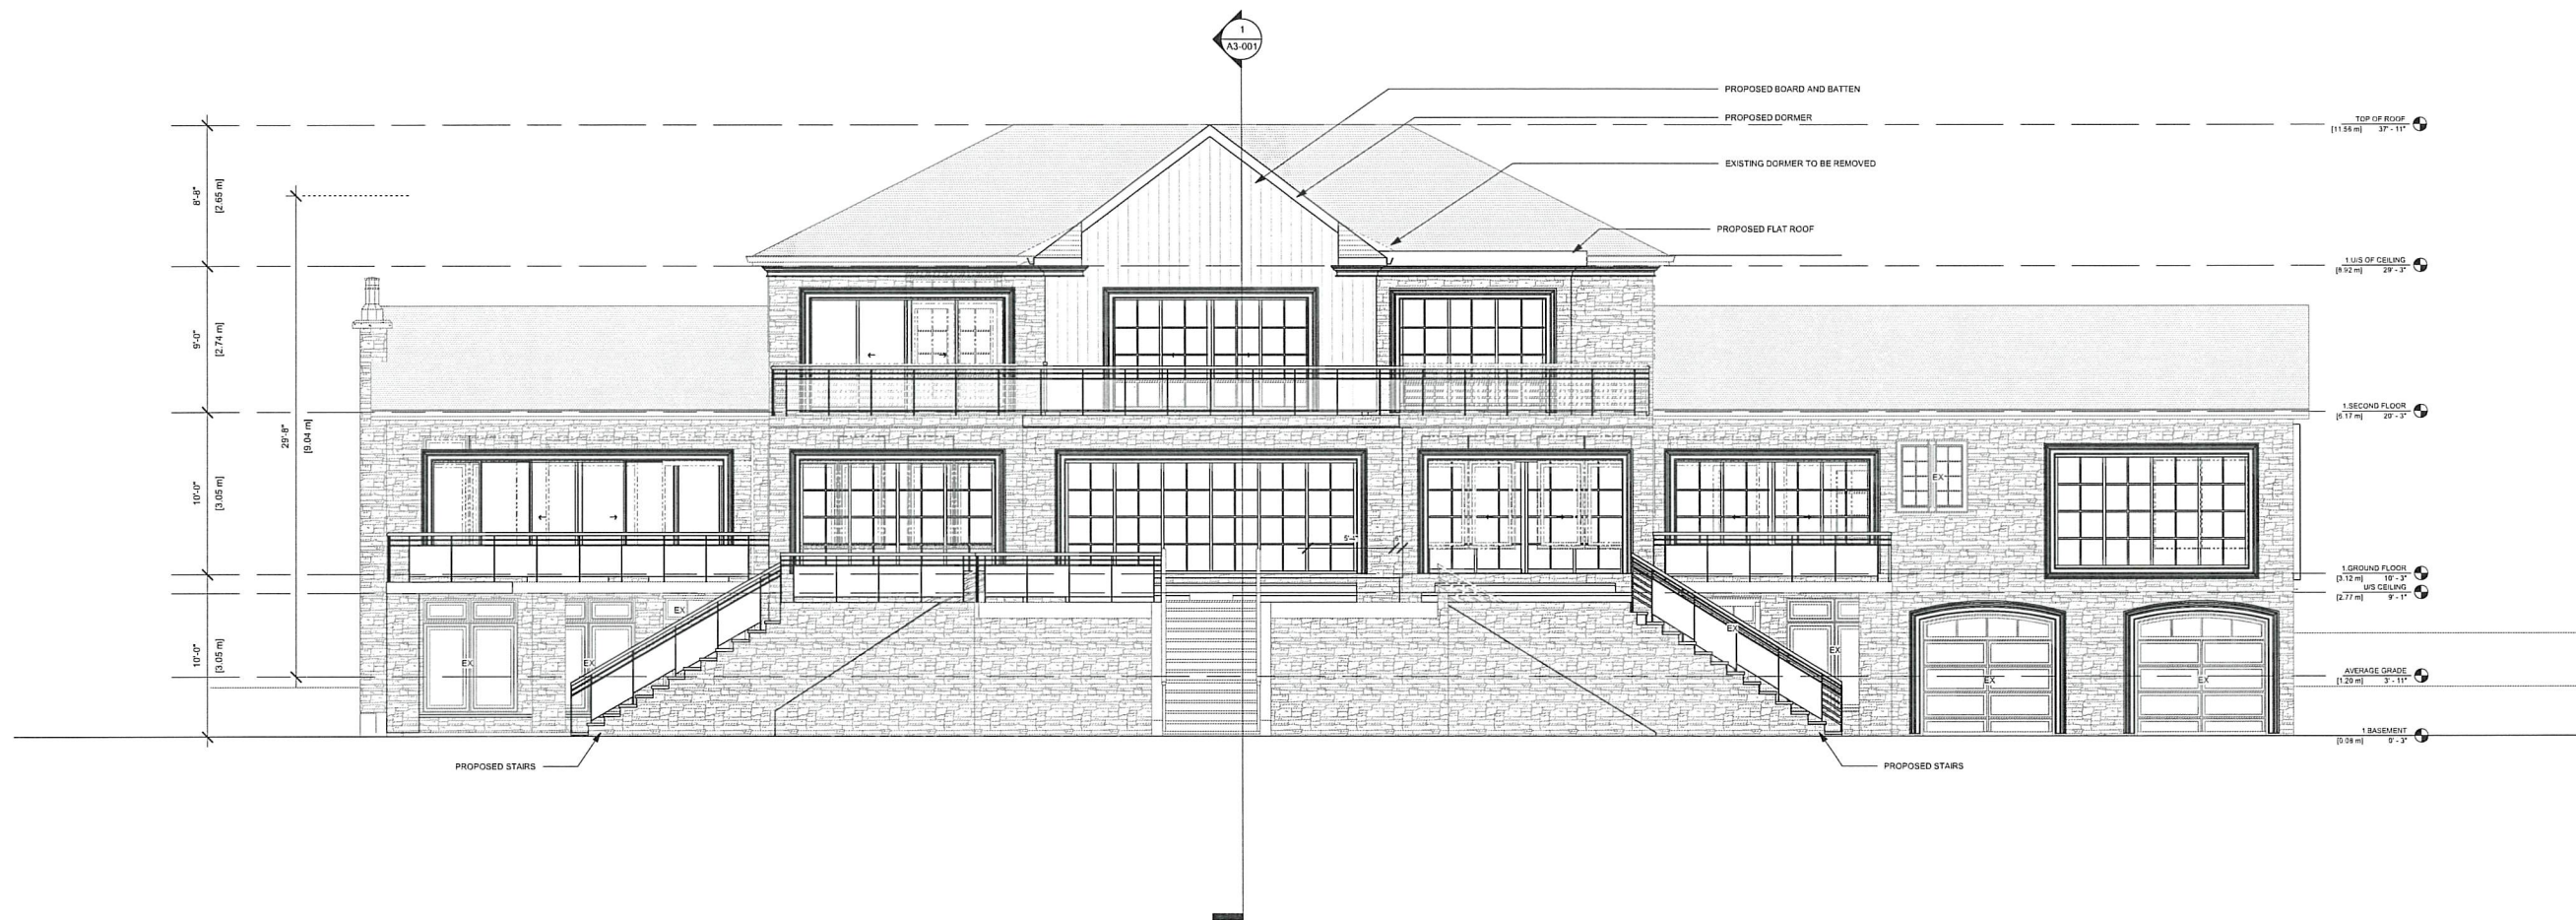 1
A3-001
PROPOSED BOARD AND BATTEN
PROPOSED DORMER
EXISTING DORMER TO BE REMOVED
PROPOSED FLAT ROOF
TOP OF ROOF
[11.56 m] 37' - 11"
1.U/S OF CEILING
[8.92 m] 29' - 3"
1.SECOND FLOOR
[6.17 m] 20' - 3"
1.GROUND FLOOR
[3.12 m] 10' - 3"
U/S CEILING
[2.77 m] 9' - 1"
AVERAGE GRADE
[1.20 m] 3' - 11"
1.BASEMENT
[0.08 m] 0' - 3"
8'-8"
[2.65 m]
9'-0"
[2.74 m]
29'-8"
[9.04 m]
10'-0"
[3.05 m]
10'-0"
[3.05 m]
EX
EX
EX
EX
EX
EX
EX
EX
PROPOSED STAIRS
PROPOSED STAIRS